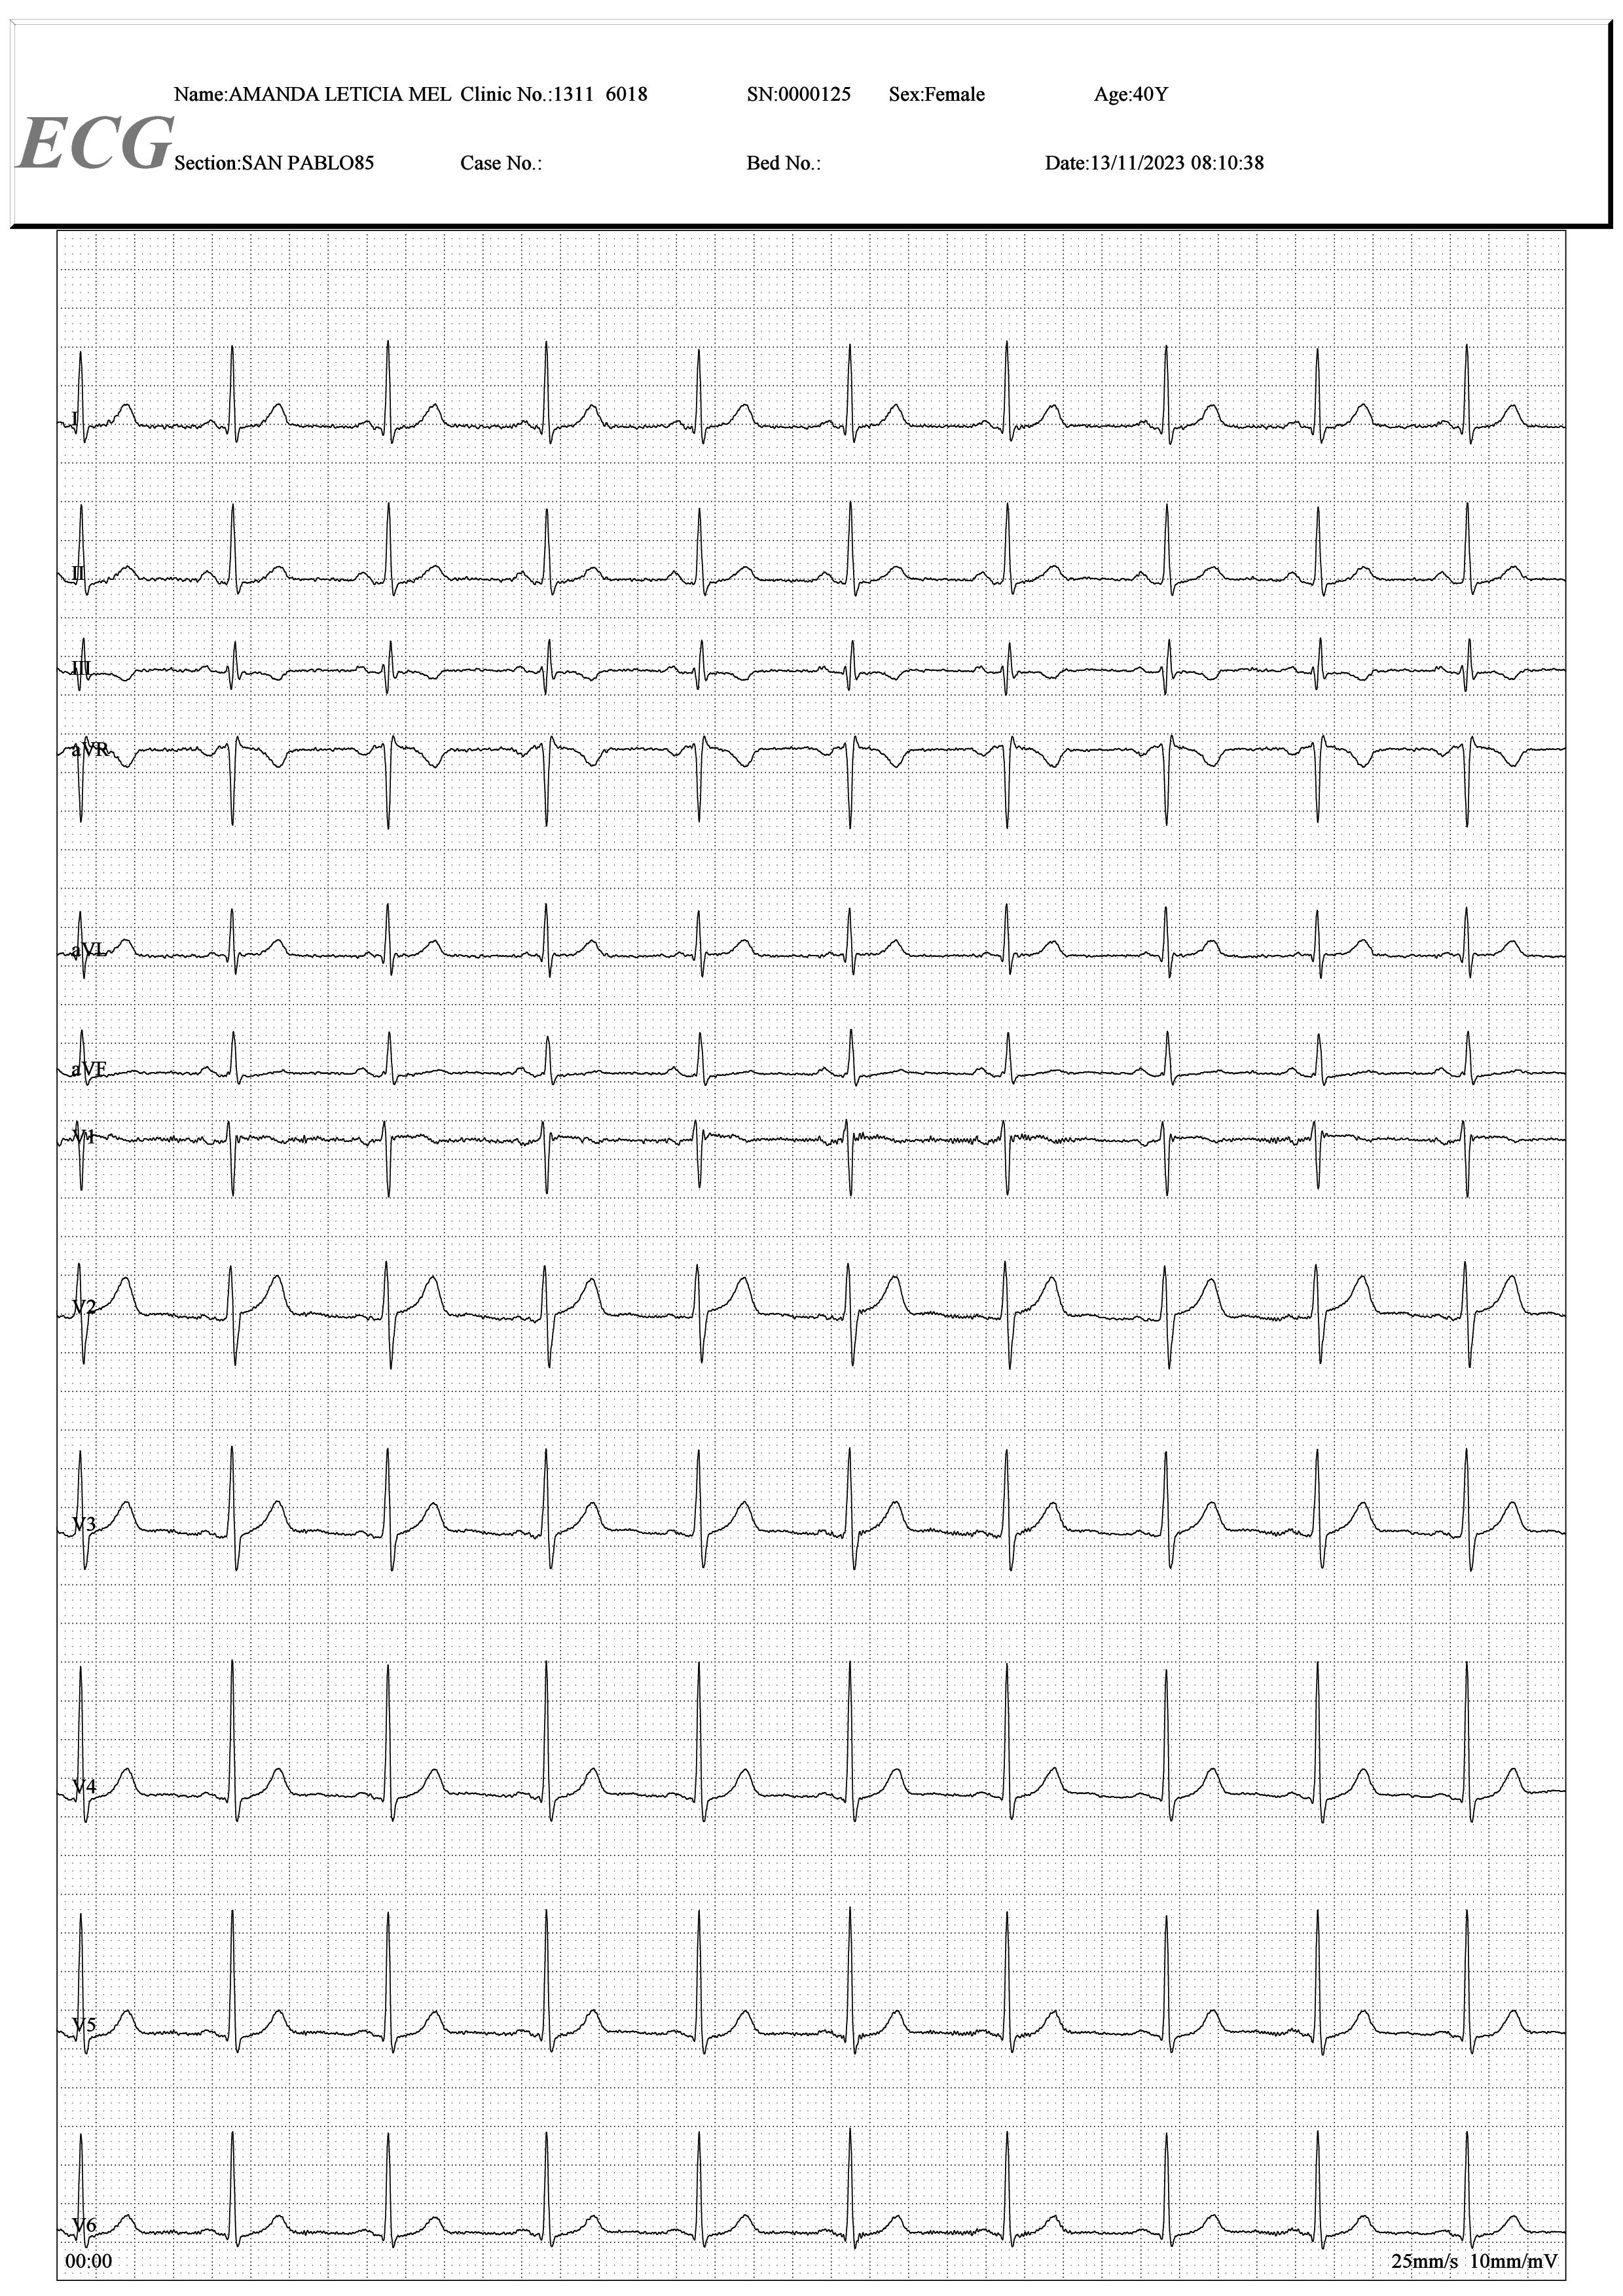 Name:AMANDA LETICIA MEL Clinic No.:1311 6018 SN:0000125 Sex:Female Age:40Y
ECG
Section:SAN PABLO85 Case No.: Bed No.: Date:13/11/2023 08:10:38
I
II
III
aVR
aVL
aVF
V1
V2
V3
V4
V5
V6
00:00 25mm/s 10mm/mV